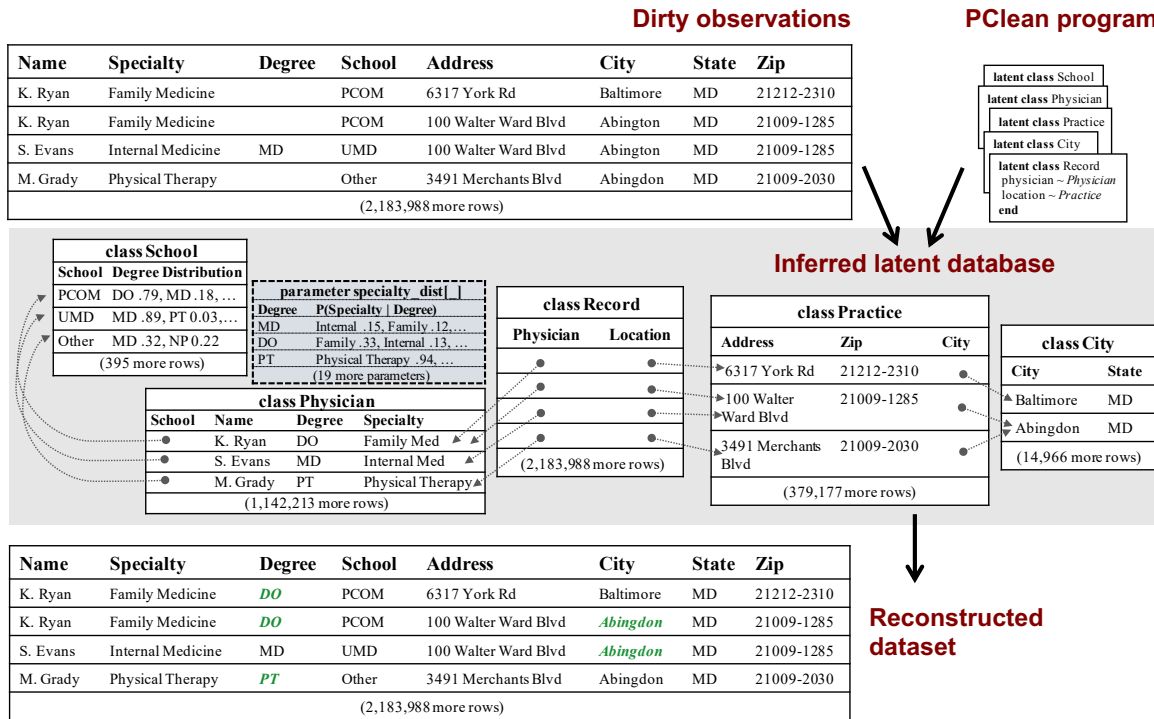 Dirty observations
PClean program
Name Specialty Degree School Address City State Zip
K. Ryan Family Medicine PCOM 6317 York Rd Baltimore MD 21212-2310
K. Ryan Family Medicine PCOM 100 Walter Ward Blvd Abington MD 21009-1285
S. Evans Internal Medicine MD UMD 100 Walter Ward Blvd Abington MD 21009-1285
M. Grady Physical Therapy Other 3491 Merchants Blvd Abingdon MD 21009-2030
(2,183,988 more rows)
latent class School
latent class Physician
latent class Practice
latent class City
latent class Record
physician ~ Physician
location ~ Practice
end
Inferred latent database
class School
School Degree Distribution
PCOM DO .79, MD .18, …
UMD MD .89, PT 0.03,…
Other MD .32, NP 0.22
(395 more rows)
parameter specialty_dist[_]
Degree P(Specialty | Degree)
MD Internal .15, Family .12,…
DO Family .33, Internal .13, …
PT Physical Therapy .94, …
(19 more parameters)
class Physician
School Name Degree Specialty
K. Ryan DO Family Med
S. Evans MD Internal Med
M. Grady PT Physical Therapy
(1,142,213 more rows)
class Record
Physician Location
(2,183,988 more rows)
class Practice
Address Zip City
6317 York Rd 21212-2310
100 Walter 21009-1285
Ward Blvd
3491 Merchants 21009-2030
Blvd
(379,177 more rows)
class City
City State
Baltimore MD
Abingdon MD
(14,966 more rows)
Name Specialty Degree School Address City State Zip
K. Ryan Family Medicine DO PCOM 6317 York Rd Baltimore MD 21212-2310
K. Ryan Family Medicine DO PCOM 100 Walter Ward Blvd Abingdon MD 21009-1285
S. Evans Internal Medicine MD UMD 100 Walter Ward Blvd Abingdon MD 21009-1285
M. Grady Physical Therapy PT Other 3491 Merchants Blvd Abingdon MD 21009-2030
(2,183,988 more rows)
Reconstructed
dataset